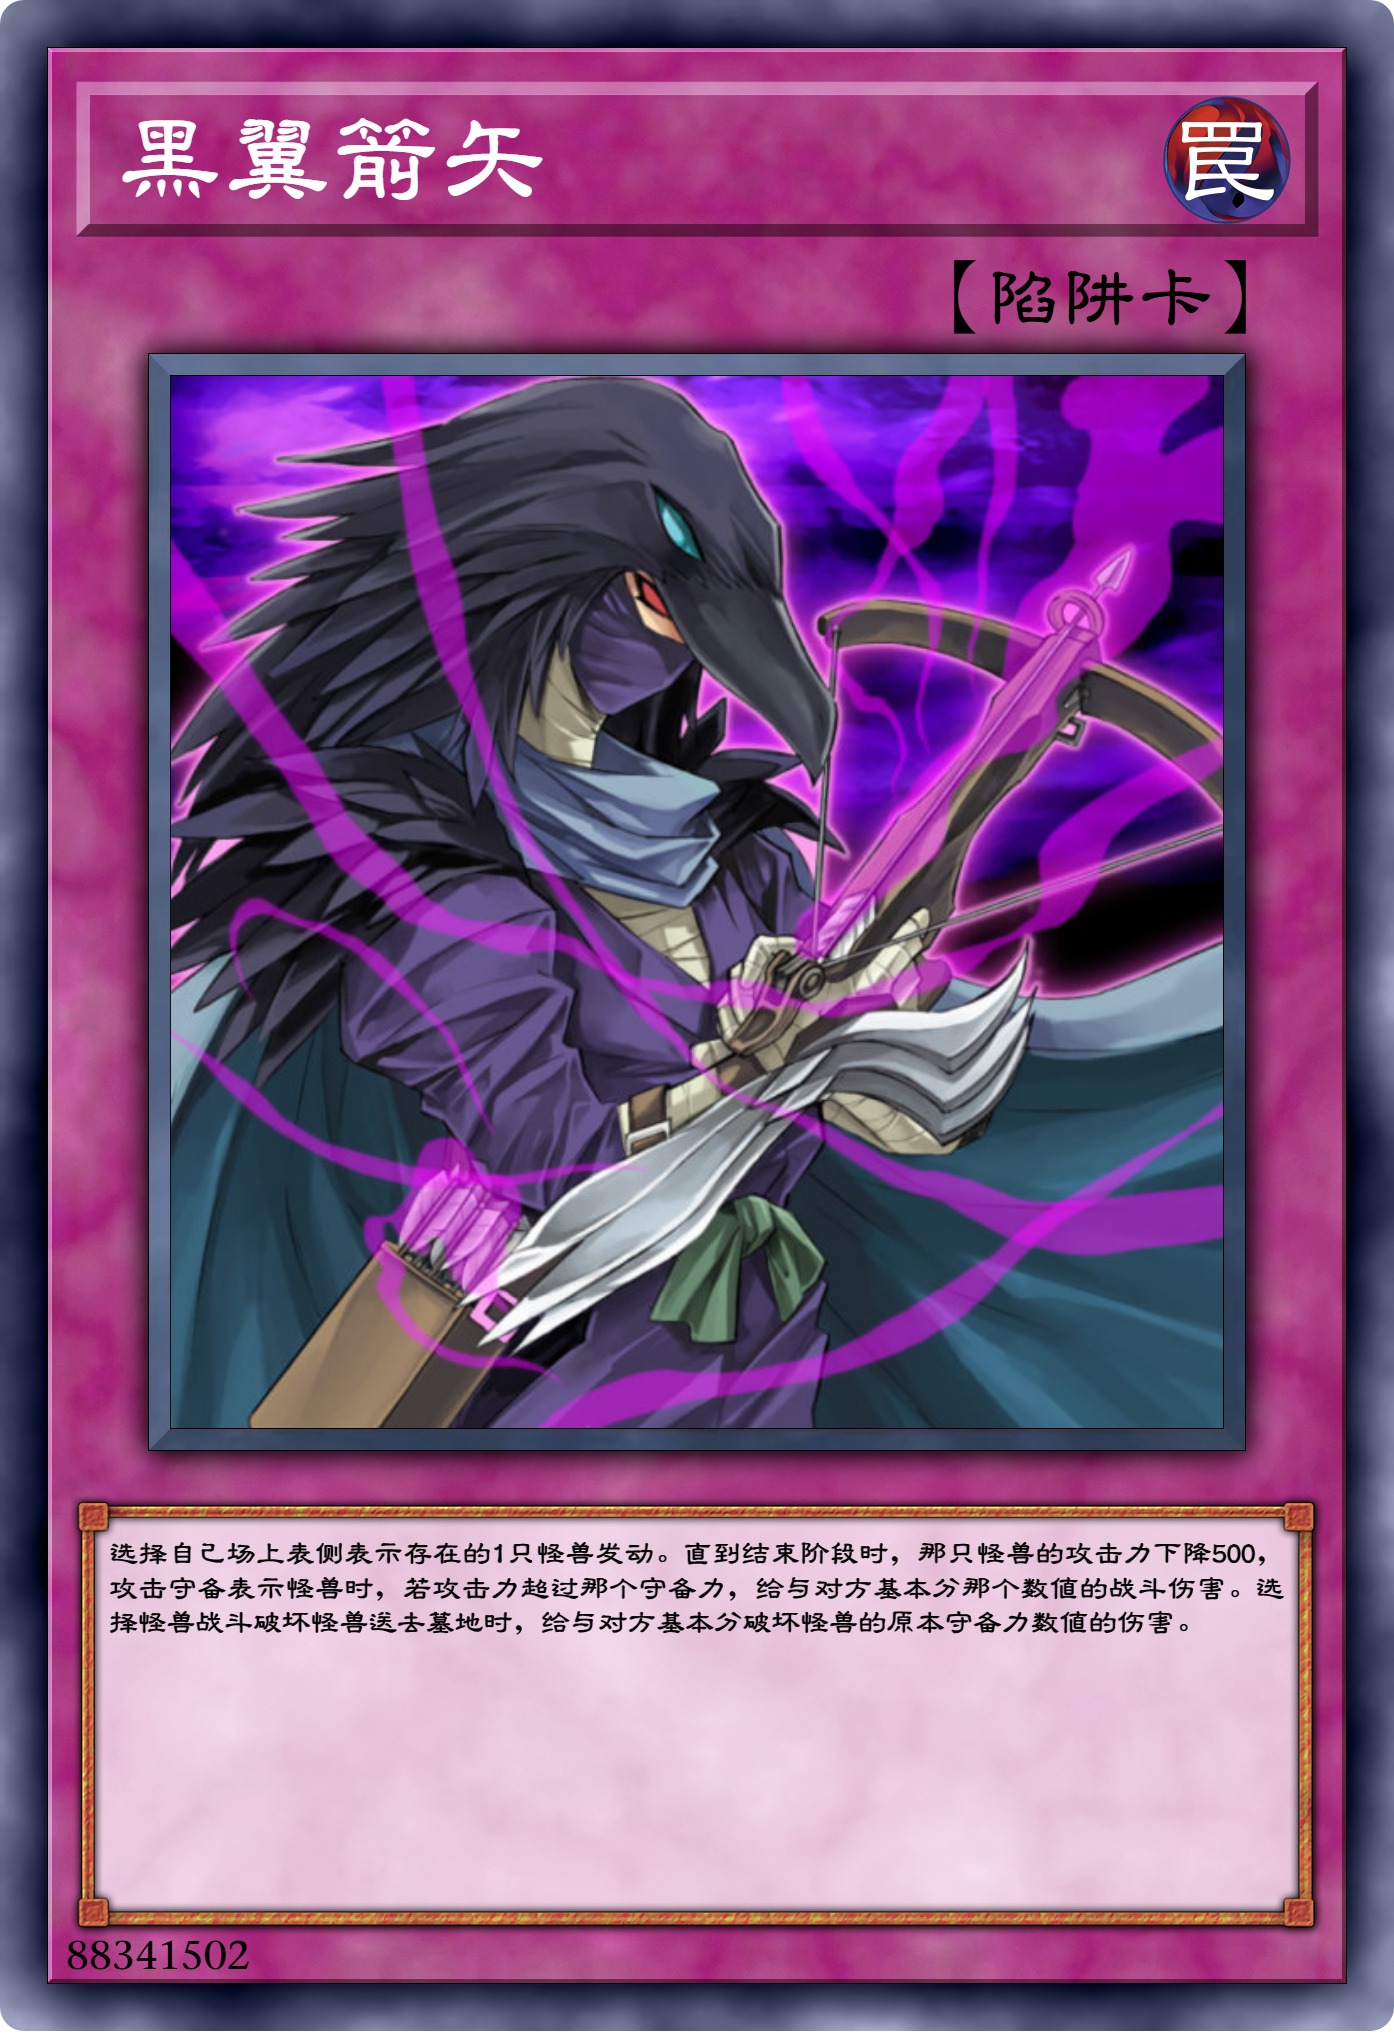 黑翼箭矢
罠
【陷阱卡】
选择自己场上表侧表示存在的1只怪兽发动。直到结束阶段时，那只怪兽的攻击力下降500，
攻击守备表示怪兽时，若攻击力超过那个守备力，给与对方基本分那个数值的战斗伤害。选
择怪兽战斗破坏怪兽送去墓地时，给与对方基本分破坏怪兽的原本守备力数值的伤害。
88341502